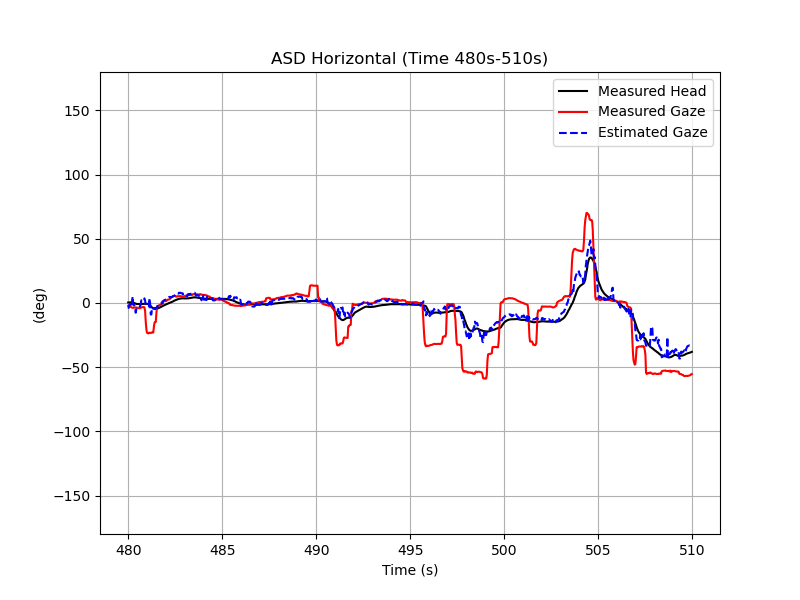 ASD Horizontal (Time 480s-510s)
Measured Head
Measured Gaze
Estimated Gaze
150
100
50
0
−50
−100
−150
(deg)
480 485 490 495 500 505 510
Time (s)